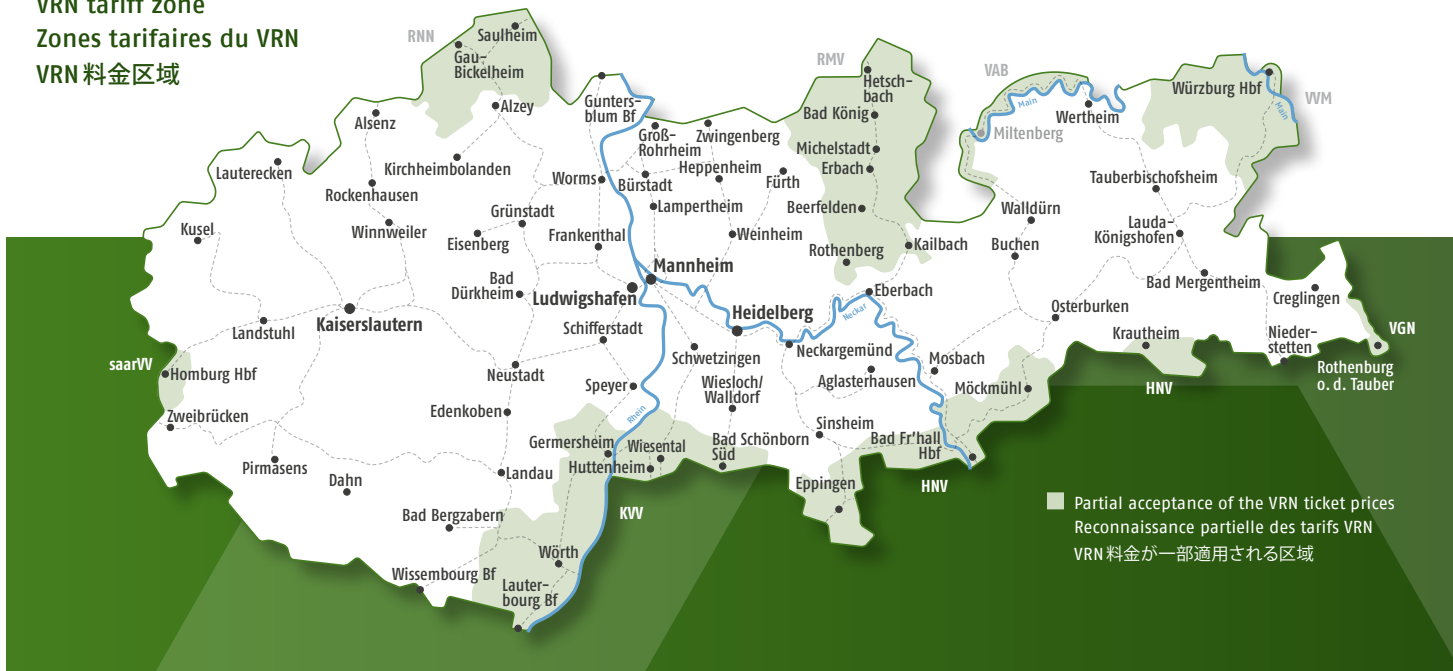 VRN tariff zone
Zones tarifaires du VRN
VRN 料金区域
RNN
Saulheim
Gau-
Bickelheim
Alzey
Alsenz
Kirchheimbolanden
Lauterecken
Rockenhausen
Kusel
Winnweiler
Grünstadt
Eisenberg
Frankenthal
Worms
Gunters-
blum Bf
Groß-
Rohrheim
Zwingenberg
Heppenheim
Bürstadt
Fürth
Lampertheim
Weinheim
RMV
Hetsch-
bach
Bad König
Michelstadt
Erbach
Beerfelden
Rothenberg
Kailbach
VAB
Main
Miltenberg
Wertheim
Würzburg Hbf
Main
VVM
Tauberbischofsheim
Walldürn
Lauda-
Königshofen
Buchen
Bad Mergentheim
Creglingen
Osterburken
Krautheim
Nieder-
stetten
VGN
Rothenburg
o. d. Tauber
HNV
Mannheim
Ludwigshafen
Bad
Dürkheim
Heidelberg
Neckar
Eberbach
Kaiserslautern
Landstuhl
Schifferstadt
Schwetzingen
Neckargemünd
Mosbach
saarVV
Homburg Hbf
Neustadt
Speyer
Wiesloch/
Walldorf
Aglasterhausen
Möckmühl
Zweibrücken
Edenkoben
Rhein
Sinsheim
Germersheim
Wiesental
Bad Schönborn
Süd
Bad Fr'hall
Hbf
Huttenheim
Pirmasens
Dahn
Landau
Eppingen
HNV
KVV
Bad Bergzabern
Wörth
Wissembourg Bf
Lauter-
bourg Bf
Partial acceptance of the VRN ticket prices
Reconnaissance partielle des tarifs VRN
VRN 料金が一部適用される区域